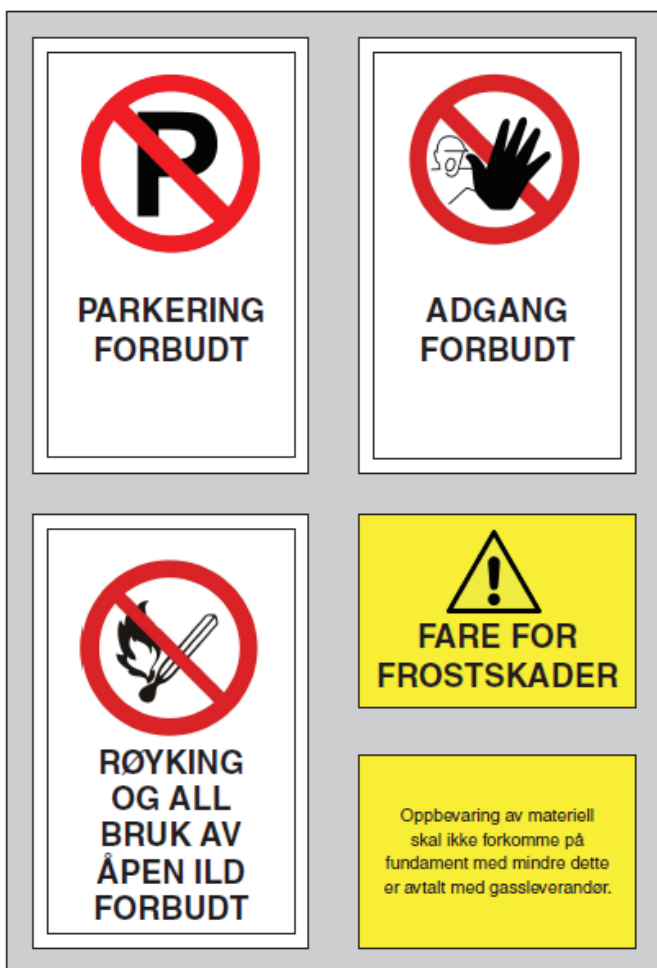 P
PARKERING
FORBUDT
ADGANG
FORBUDT
RØYKING
OG ALL
BRUK AV
ÅPEN ILD
FORBUDT
!
FARE FOR
FROSTSKADER
Oppbevaring av materiell
skal ikke forkomme på
fundament med mindre dette
er avtalt med gassleverandør.